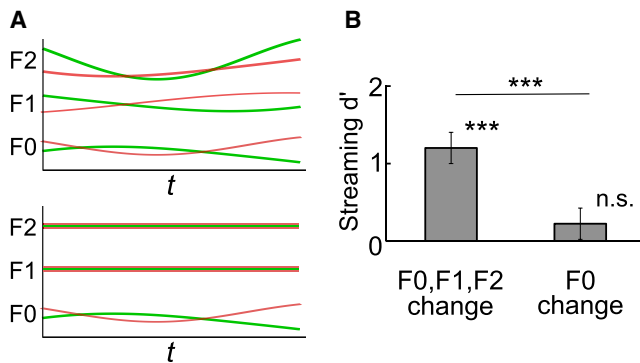 A
F2
F1
F0
t
F2
F1
F0
t
B
Streaming d'
2
1
0
***
***
n.s.
F0,F1,F2
change
F0
change